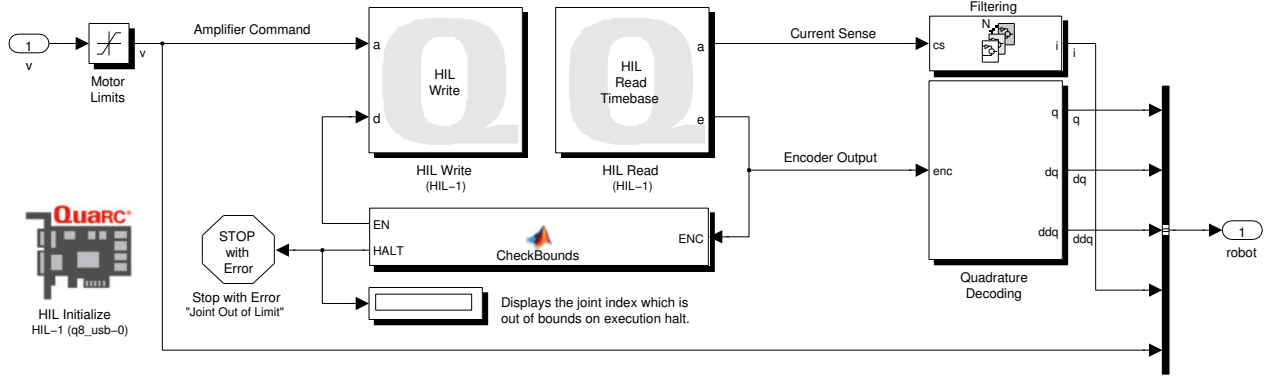 Filtering
N
1
v
Motor
Limits
v
Amplifier Command
a
d
HIL
Write
HIL Write
(HIL−1)
HIL
Read
Timebase
a
e
HIL Read
(HIL−1)
Current Sense
cs
i
i
Encoder Output
enc
q
q
dq
dq
ddq
ddq
Quadrature
Decoding
1
robot
QUARC®
HIL Initialize
HIL−1 (q8_usb−0)
STOP
with
Error
Stop with Error
"Joint Out of Limit"
EN
HALT
ENC
CheckBounds
Displays the joint index which is
out of bounds on execution halt.